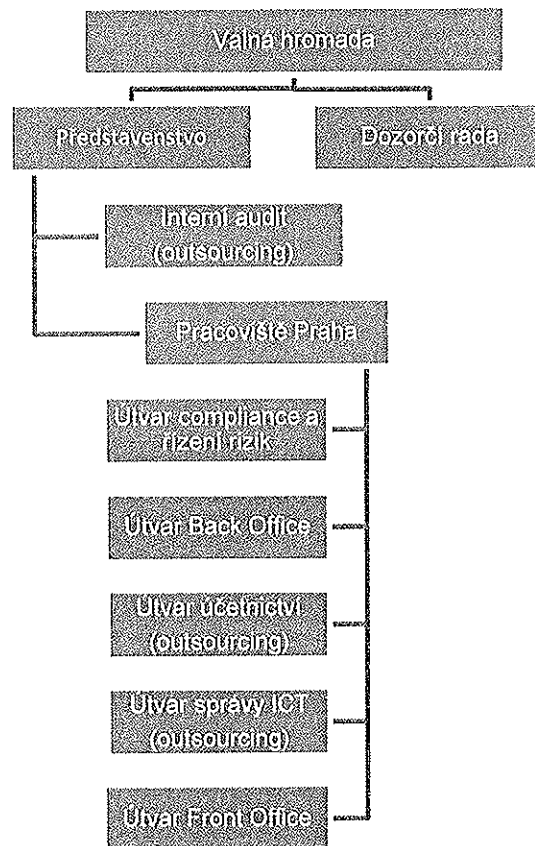 Valná hromada
Představenstvo
Dozorčí rada
Interní audit
(outsourcing)
Pracoviště Praha
Útvar compliance a
řízení rizik
Útvar Back Office
Útvar účetnictví
(outsourcing)
Útvar správy ICT
(outsourcing)
Útvar Front Office